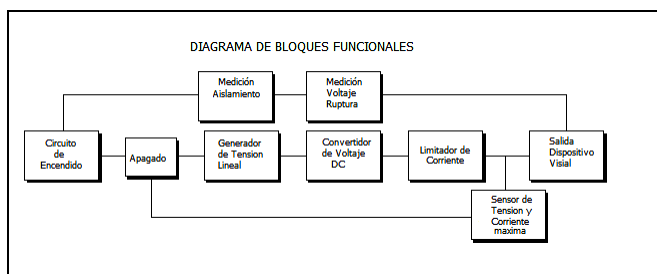 DIAGRAMA DE BLOQUES FUNCIONALES
Medición
Aislamiento
Medición
Voltaje
Ruptura
Circuito
de
Encendido
Apagado
Generador
de Tension
Lineal
Convertidor
de Voltaje
DC
Limitador de
Corriente
Salida
Dispositivo
Visial
Sensor de
Tension y
Corriente
maxima